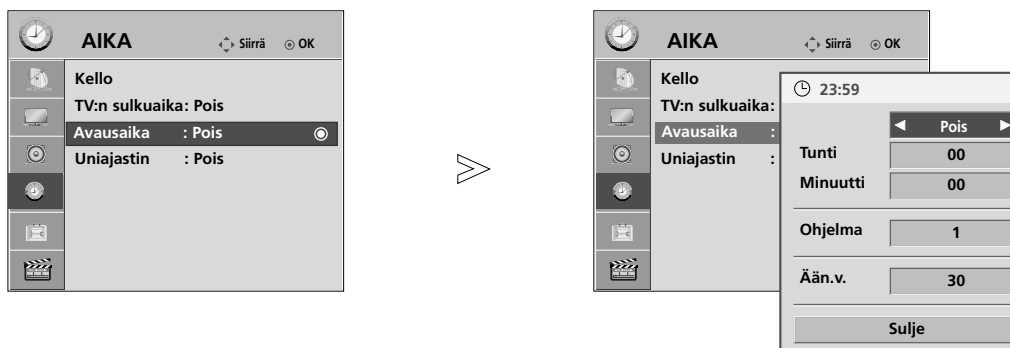 AIKA Siirrä OK
Kello
TV:n sulkuaika: Pois
Avausaika : Pois
Uniajastin : Pois
AIKA Siirrä OK
Kello
TV:n sulkuaika:
Avausaika :
Uniajastin :
23:59
Pois
Tunti 00
Minuutti 00
Ohjelma 1
Ään.v. 30
Sulje